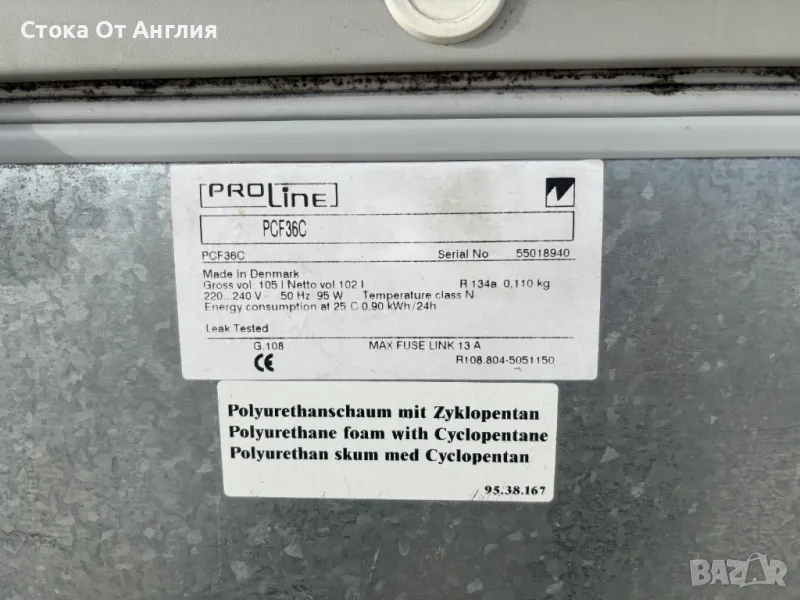 Стока От Англия
PROLINE
PCF36C
PCF36C Serial No 55018940
Made in Denmark
Gross vol. 105 l Netto vol 102 l R 134a 0,110 kg
220...240 V~ 50 Hz 95 W Temperature class N
Energy consumption at 25 C 0.90 kWh/24h
Leak Tested
G.108 MAX FUSE LINK 13 A
CE R108.804-5051150
Polyurethanschaum mit Zyklopentan
Polyurethane foam with Cyclopentane
Polyurethan skum med Cyclopentan
95.38.167
BAZAR